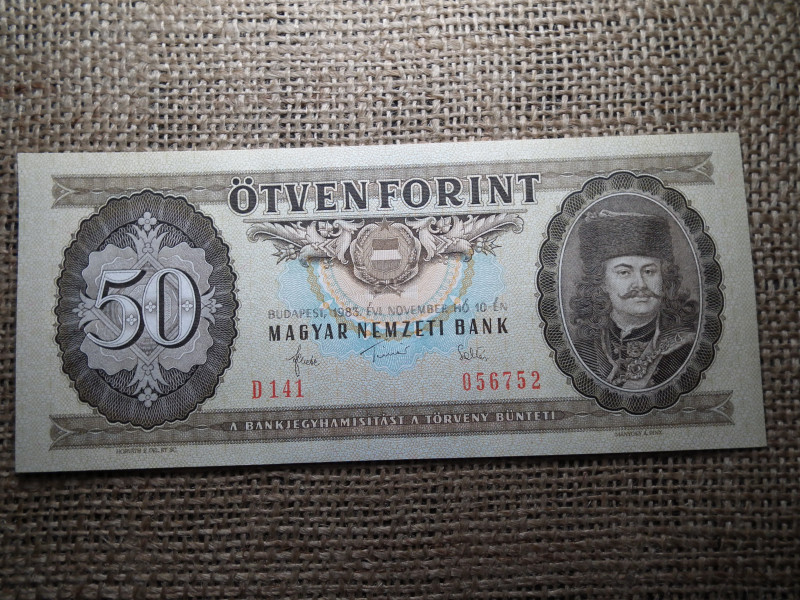 ÖTVEN FORINT
50
BUDAPEST, 1983. ÉVI NOVEMBER HÓ 10-ÉN
MAGYAR NEMZETI BANK
D 141
056752
A BANKJEGYHAMISÍTÁST A TÖRVÉNY BÜNTETI